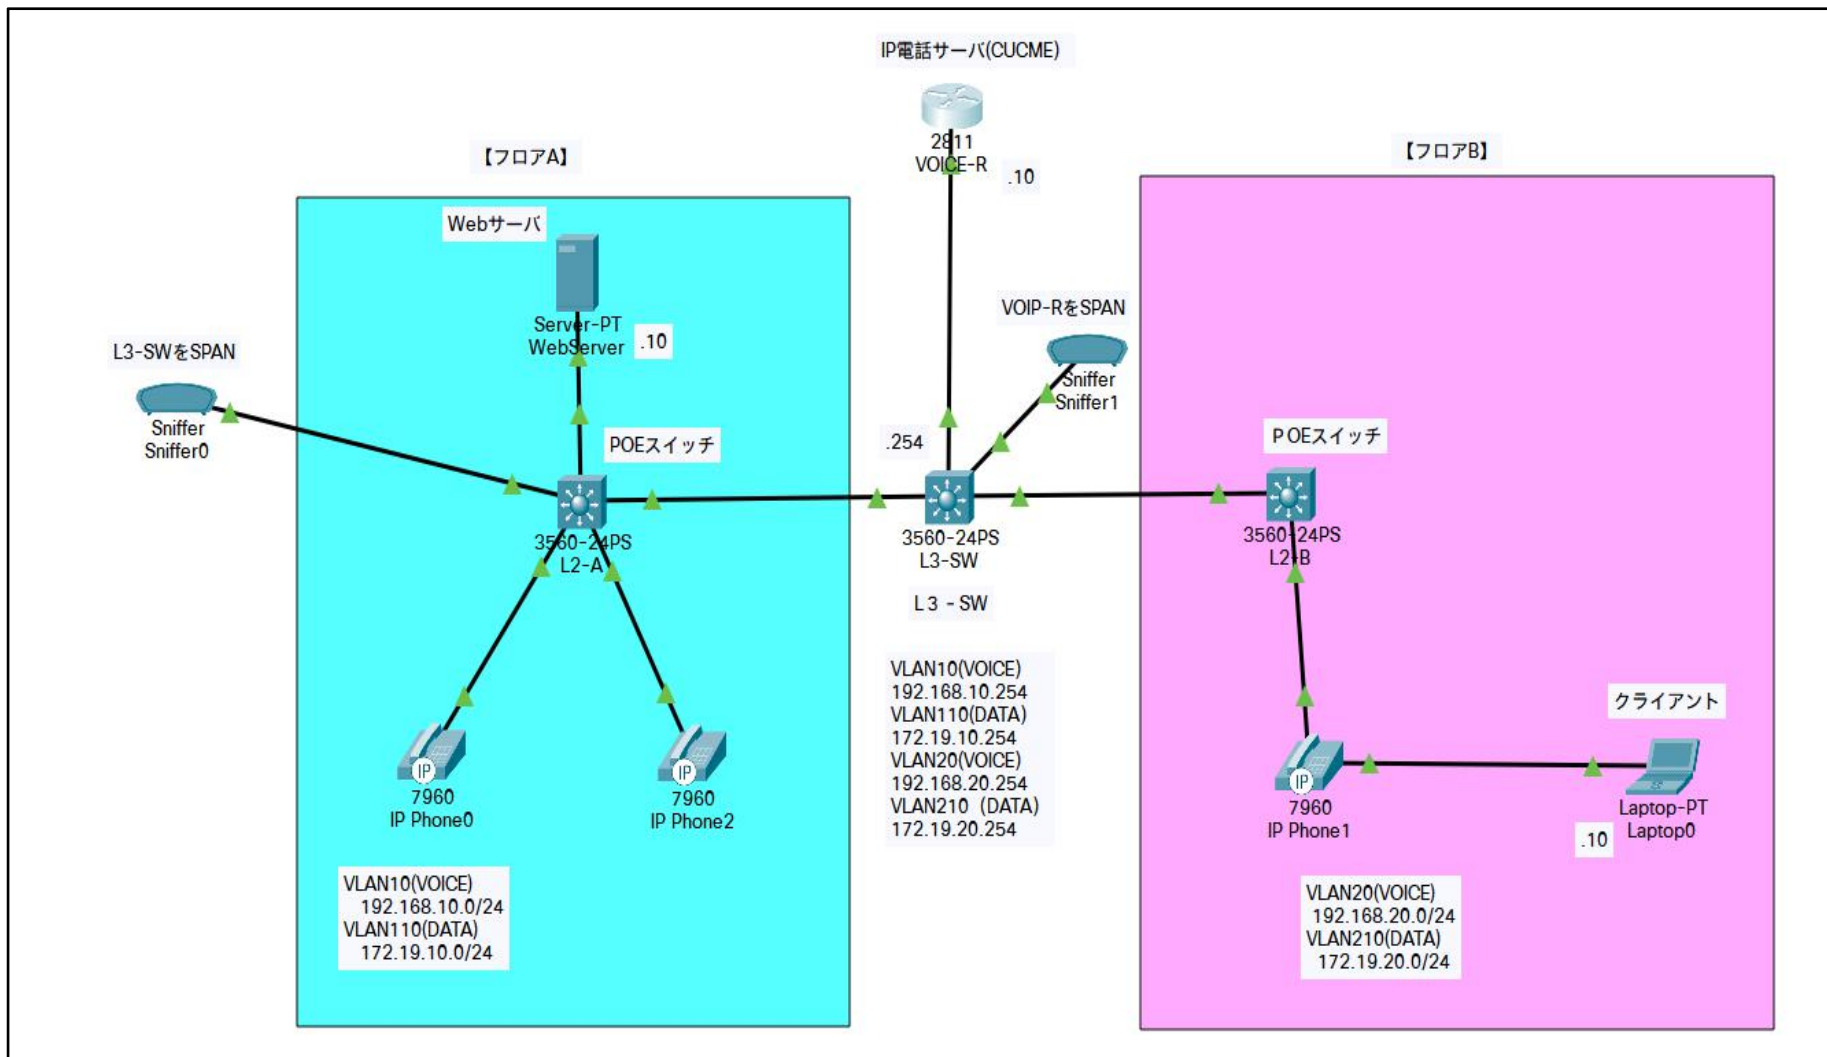 IP電話サーバ(CUCME)
2811
VOICE-R
.10
【フロアA】
【フロアB】
Webサーバ
Server-PT
WebServer
.10
L3-SWをSPAN
Sniffer
Sniffer0
VOIP-RをSPAN
Sniffer
Sniffer1
POEスイッチ
.254
ＰOEスイッチ
3560-24PS
L2-A
3560-24PS
L3-SW
3560-24PS
L2-B
L３－SW
VLAN10(VOICE)
192.168.10.254
VLAN110(DATA)
172.19.10.254
VLAN20(VOICE)
192.168.20.254
VLAN210（DATA)
172.19.20.254
クライアント
IP
7960
IP Phone0
IP
7960
IP Phone2
IP
7960
IP Phone1
Laptop-PT
Laptop0
.10
VLAN10(VOICE)
192.168.10.0/24
VLAN110(DATA)
172.19.10.0/24
VLAN20(VOICE)
192.168.20.0/24
VLAN210(DATA)
172.19.20.0/24